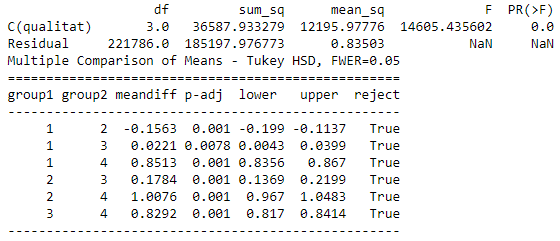 df sum_sq mean_sq F PR(>F)
C(qualitat) 3.0 36587.933279 12195.97776 14605.435602 0.0
Residual 221786.0 185197.976773 0.83503 NaN NaN
Multiple Comparison of Means - Tukey HSD, FWER=0.05
===================================================
group1 group2 meandiff p-adj lower upper reject
---------------------------------------------------
1 2 -0.1563 0.001 -0.199 -0.1137 True
1 3 0.0221 0.0078 0.0043 0.0399 True
1 4 0.8513 0.001 0.8356 0.867 True
2 3 0.1784 0.001 0.1369 0.2199 True
2 4 1.0076 0.001 0.967 1.0483 True
3 4 0.8292 0.001 0.817 0.8414 True
---------------------------------------------------